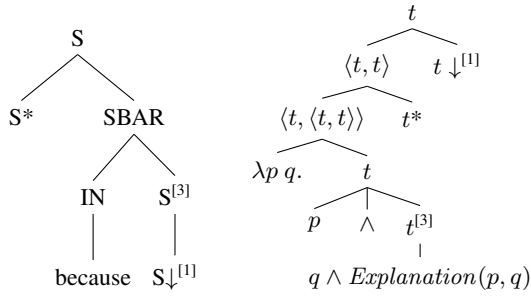 S
S* SBAR
IN S[3]
because S↓[1]
t
⟨t, t⟩ t ↓[1]
⟨t, ⟨t, t⟩⟩ t*
λp q. t
p ∧ t[3]
q ∧ Explanation(p, q)